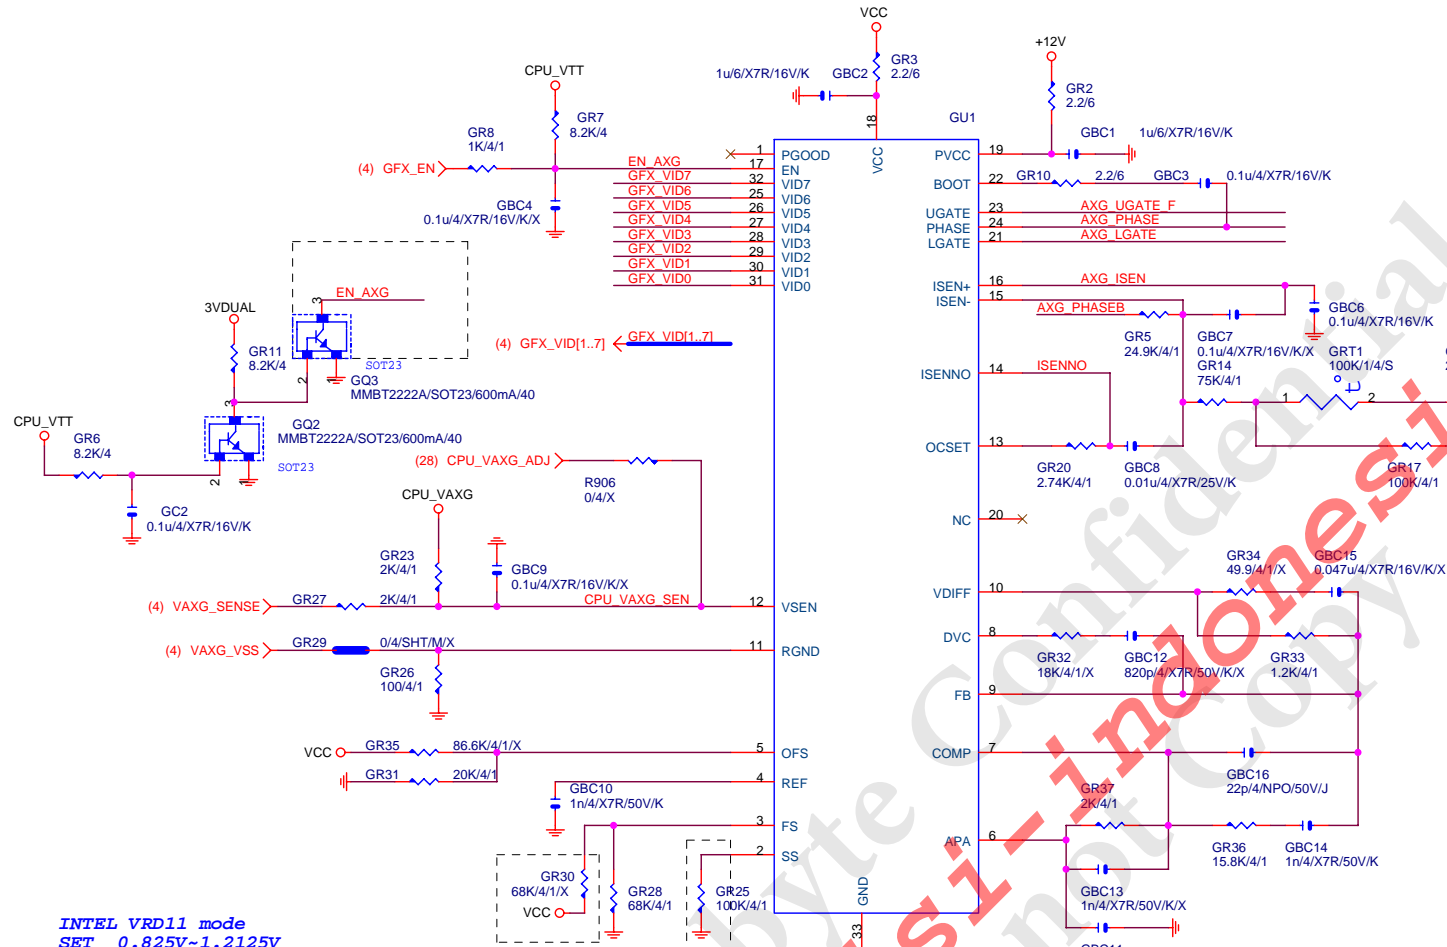 VCC
+12V
CPU_VTT
1u/6/X7R/16V/K GBC2
GR3
2.2/6
GR2
2.2/6
GR7
8.2K/4
GR8
1K/4/1
18
GU1
GBC1 1u/6/X7R/16V/K
(4) GFX_EN
EN_AXG
GFX_VID7
GFX_VID6
GFX_VID5
GFX_VID4
GFX_VID3
GFX_VID2
GFX_VID1
GFX_VID0
GBC4
0.1u/4/X7R/16V/K/X
1 PGOOD
17 EN
32 VID7
25 VID6
26 VID5
27 VID4
28 VID3
29 VID2
30 VID1
31 VID0
VCC
PVCC 19
BOOT 22 GR10 2.2/6 GBC3 0.1u/4/X7R/16V/K
UGATE 23 AXG_UGATE_F
PHASE 24 AXG_PHASE
LGATE 21 AXG_LGATE
ISEN+ 16 AXG_ISEN
ISEN- 15
AXG_PHASEB
GBC6
0.1u/4/X7R/16V/K
GR5
24.9K/4/1
GBC7
0.1u/4/X7R/16V/K/X
GR14
75K/4/1
GRT1
100K/1/4/S
1 2
3 EN_AXG
3VDUAL
GR11
8.2K/4
2 1
SOT23
GQ3
MMBT2222A/SOT23/600mA/40
(4) GFX_VID[1..7] GFX_VID[1..7]
ISENNO 14 ISENNO
CPU_VTT
GR6
8.2K/4
3
GQ2
MMBT2222A/SOT23/600mA/40
SOT23
2 1
GC2
0.1u/4/X7R/16V/K
(28) CPU_VAXG_ADJ
R906
0/4/X
OCSET 13
GR20
2.74K/4/1
GBC8
0.01u/4/X7R/25V/K
GR17
100K/4/1
CPU_VAXG
NC 20
GR23
2K/4/1
GBC9
0.1u/4/X7R/16V/K/X
GR34
49.9/4/1/X
GBC15
0.047u/4/X7R/16V/K/X
(4) VAXG_SENSE GR27 2K/4/1 CPU_VAXG_SEN 12 VSEN
VDIFF 10
(4) VAXG_VSS GR29 0/4/SHT/M/X 11 RGND
GR26
100/4/1
DVC 8
GR32
18K/4/1/X
GBC12
820p/4/X7R/50V/K/X
GR33
1.2K/4/1
FB 9
VCC GR35 86.6K/4/1/X 5 OFS
COMP 7
GR31 20K/4/1
4 REF
GBC10
1n/4/X7R/50V/K
GBC16
22p/4/NPO/50V/J
GR37
2K/4/1
3 FS
2 SS
APA 6
GR36
15.8K/4/1
GBC14
1n/4/X7R/50V/K
GR30
68K/4/1/X
VCC
GR28
68K/4/1
GR25
100K/4/1
GND
33
GBC13
1n/4/X7R/50V/K/X
INTEL VRD11 mode
SET 0.825V~1.2125V
byte Confidential
not Copy
si-indonesi